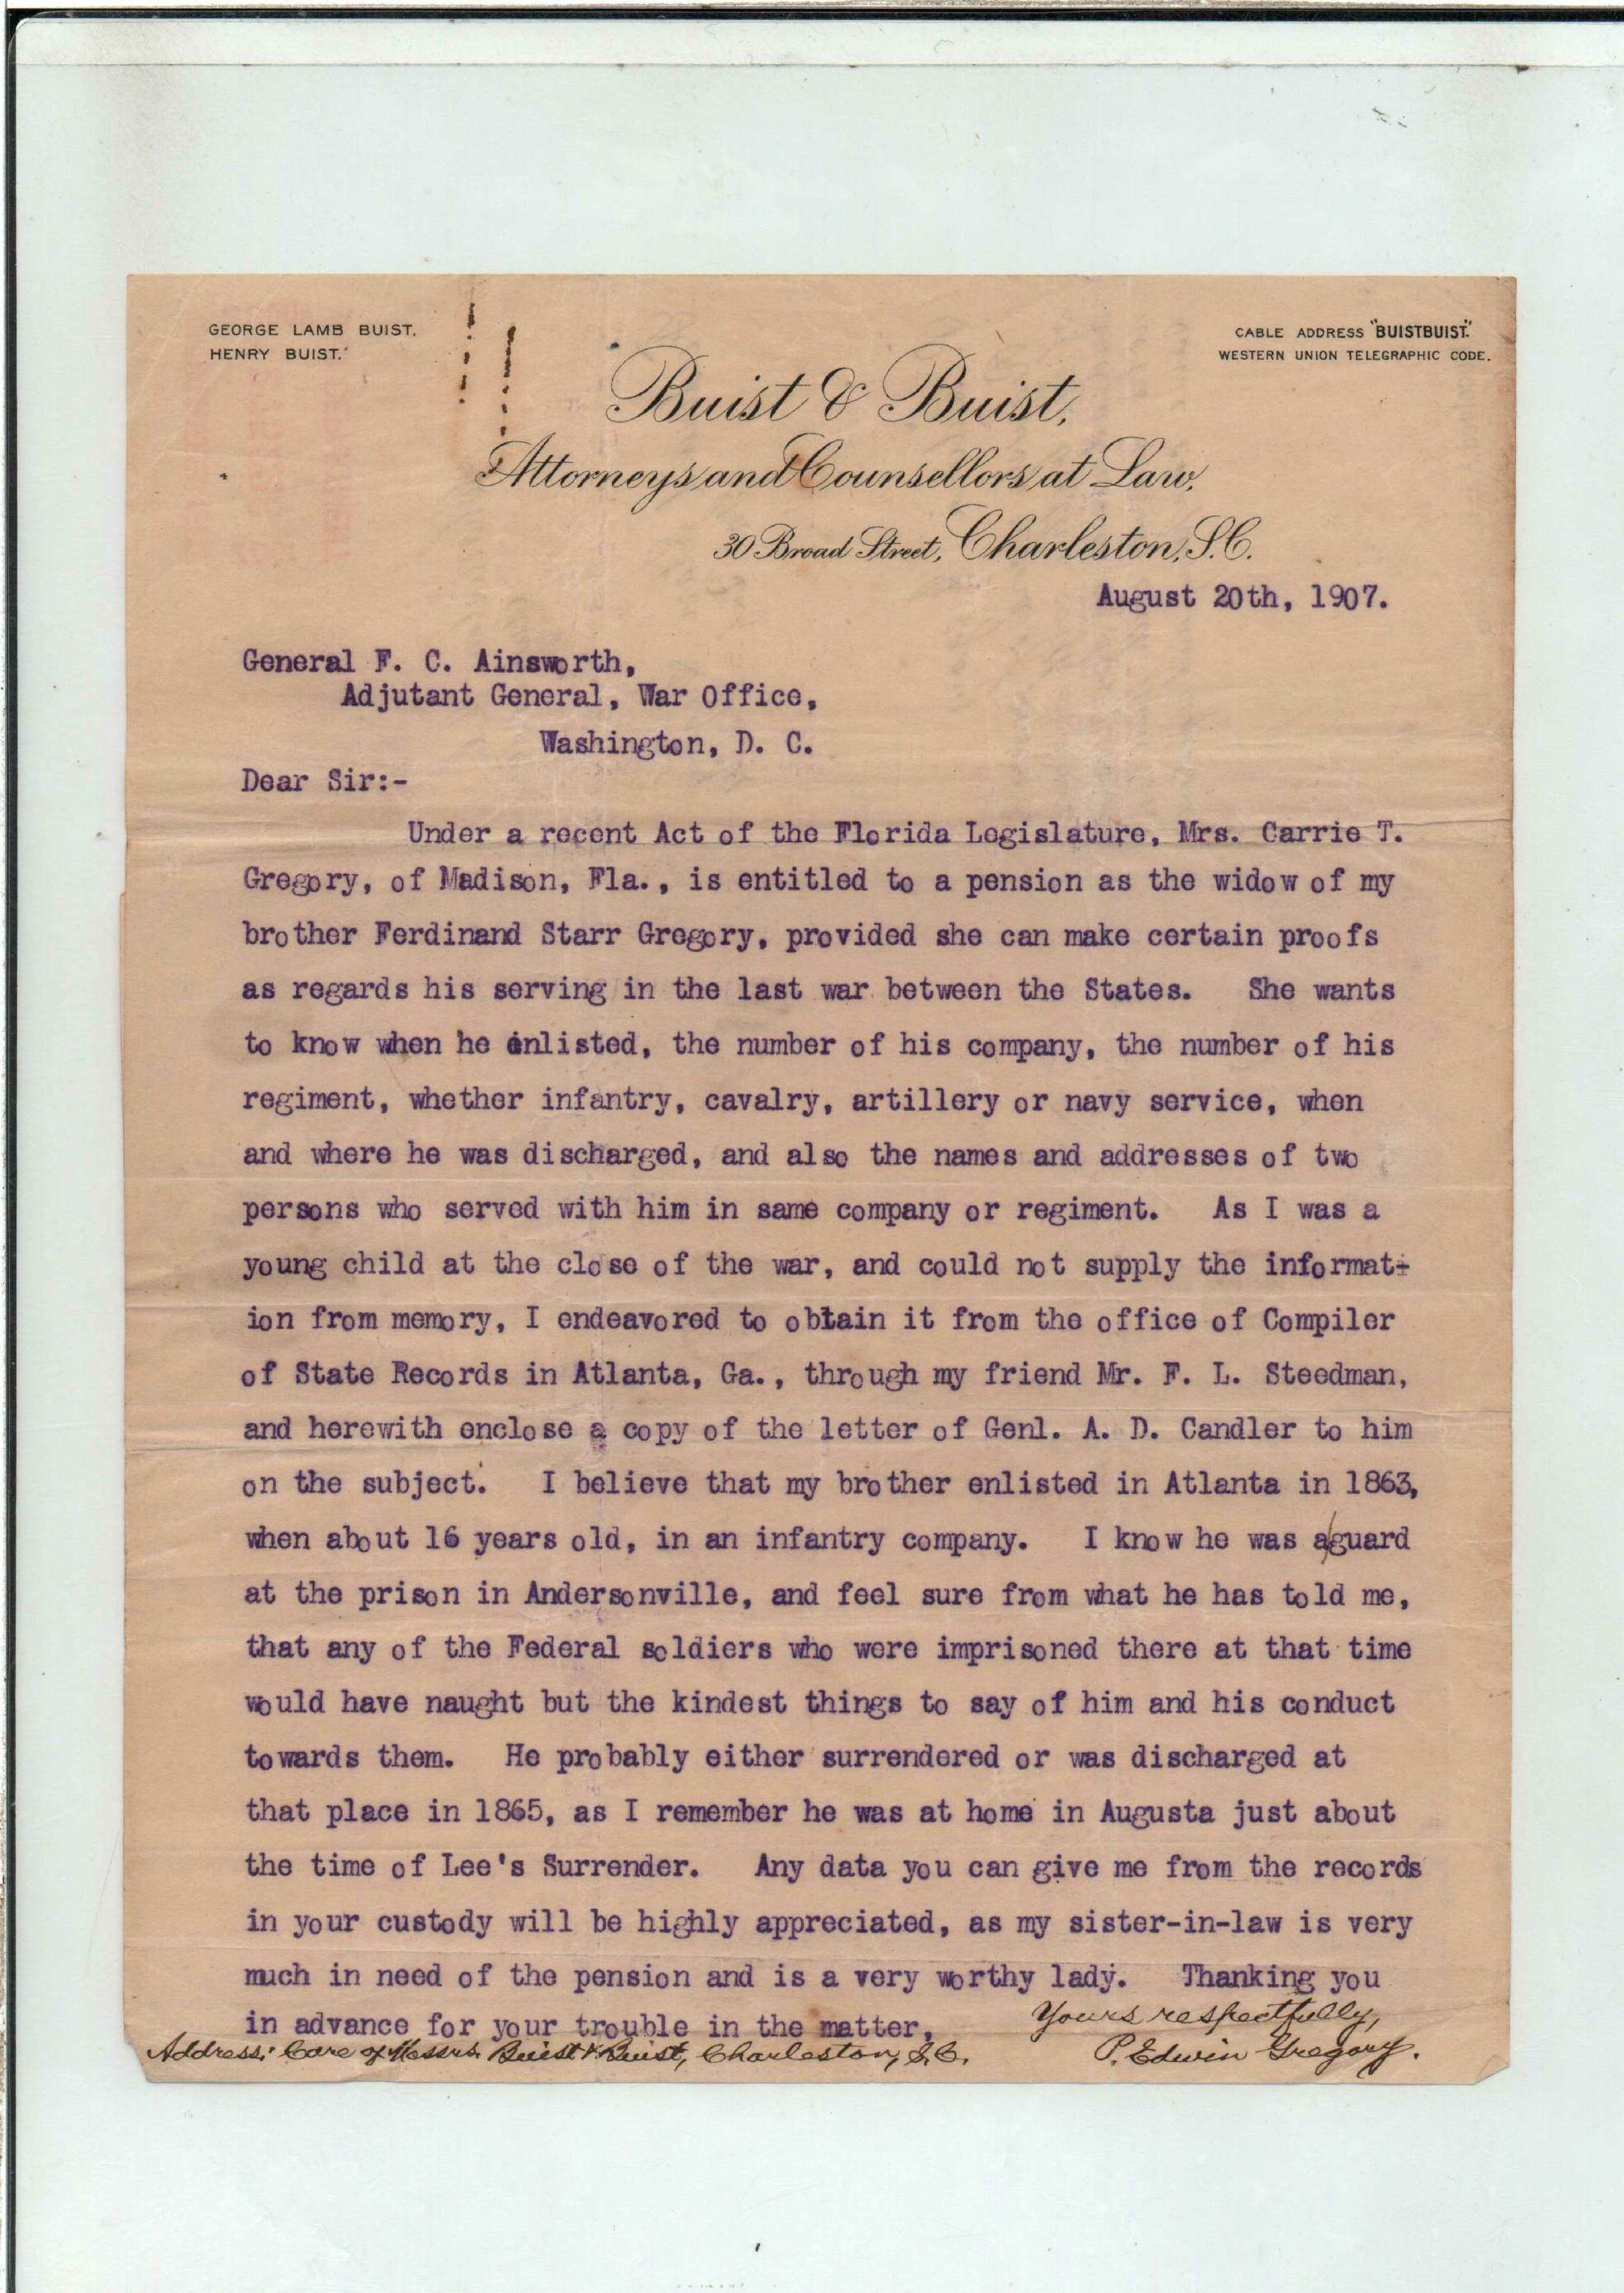 GEORGE LAMB BUIST.
HENRY BUIST.
CABLE ADDRESS "BUISTBUIST."
WESTERN UNION TELEGRAPHIC CODE.
Buist & Buist,
Attorneys and Counsellors at Law,
30 Broad Street, Charleston, S.C.
August 20th, 1907.
General F. C. Ainsworth,
Adjutant General, War Office,
Washington, D. C.
Dear Sir:-
Under a recent Act of the Florida Legislature, Mrs. Carrie T.
Gregory, of Madison, Fla., is entitled to a pension as the widow of my
brother Ferdinand Starr Gregory, provided she can make certain proofs
as regards his serving in the last war between the States. She wants
to know when he enlisted, the number of his company, the number of his
regiment, whether infantry, cavalry, artillery or navy service, when
and where he was discharged, and also the names and addresses of two
persons who served with him in same company or regiment. As I was a
young child at the close of the war, and could not supply the informat-
ion from memory, I endeavored to obtain it from the office of Compiler
of State Records in Atlanta, Ga., through my friend Mr. F. L. Steedman,
and herewith enclose a copy of the letter of Genl. A. D. Candler to him
on the subject. I believe that my brother enlisted in Atlanta in 1863,
when about 16 years old, in an infantry company. I know he was a/guard
at the prison in Andersonville, and feel sure from what he has told me,
that any of the Federal soldiers who were imprisoned there at that time
would have naught but the kindest things to say of him and his conduct
towards them. He probably either surrendered or was discharged at
that place in 1865, as I remember he was at home in Augusta just about
the time of Lee's Surrender. Any data you can give me from the records
in your custody will be highly appreciated, as my sister-in-law is very
much in need of the pension and is a very worthy lady. Thanking you
in advance for your trouble in the matter,
Yours respectfully,
P. Edwin Gregory.
Address: Care of Messrs. Buist & Buist, Charleston, S.C.